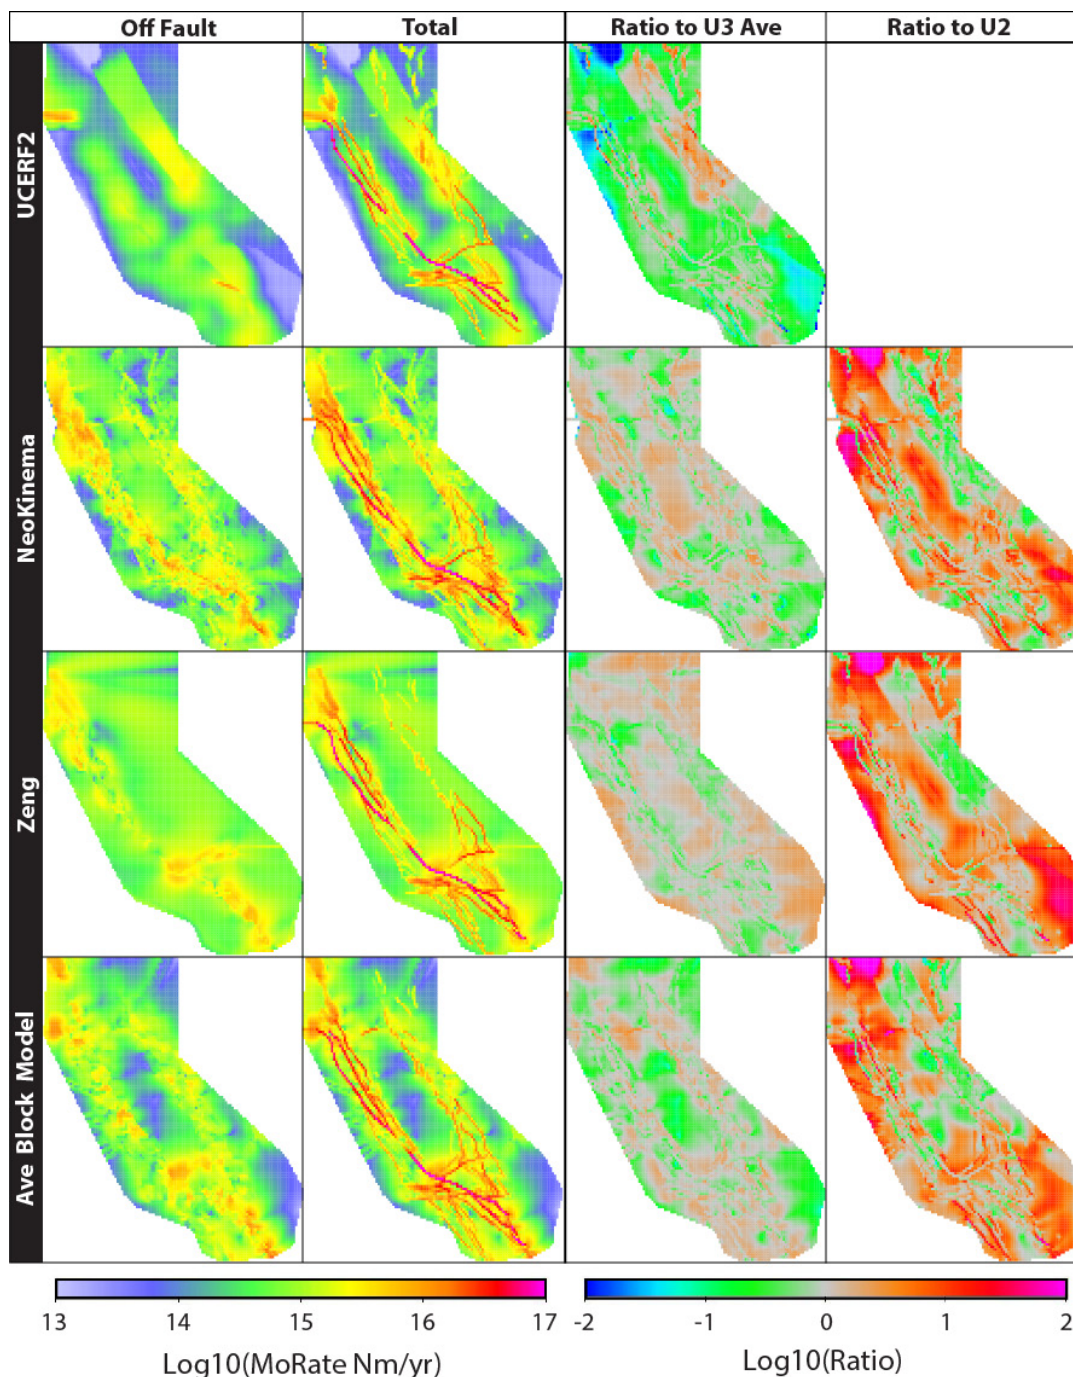 Off Fault Total Ratio to U3 Ave Ratio to U2
UCERF2
NeoKinema
Zeng
Ave Block Model
13 14 15 16 17
Log10(MoRate Nm/yr)
-2 -1 0 1 2
Log10(Ratio)